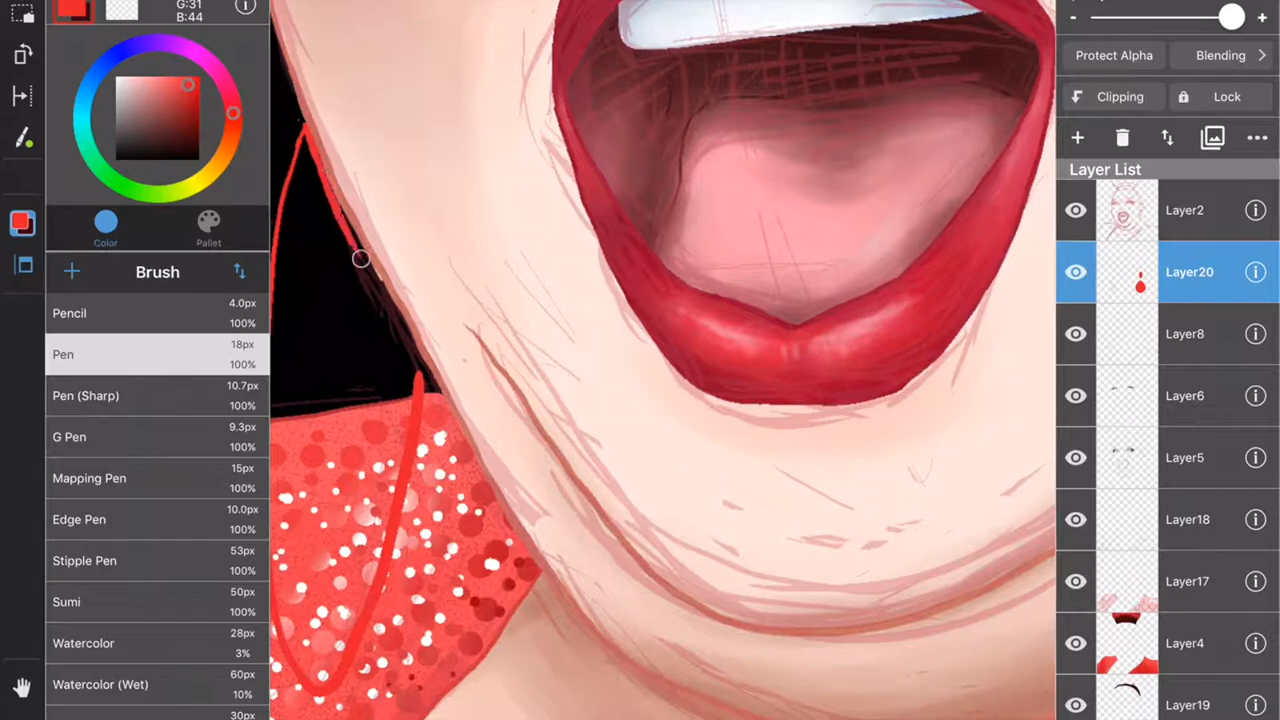 G:31
B:44
Color
Pallet
Brush
Pencil
4.0px
100%
Pen
18px
100%
Pen (Sharp)
10.7px
100%
G Pen
9.3px
100%
Mapping Pen
15px
100%
Edge Pen
10.0px
100%
Stipple Pen
53px
100%
Sumi
50px
100%
Watercolor
28px
3%
Watercolor (Wet)
60px
10%
30px
- +
Protect Alpha
Blending
Clipping
Lock
Layer List
Layer2
Layer20
Layer8
Layer6
Layer5
Layer18
Layer17
Layer4
Layer19